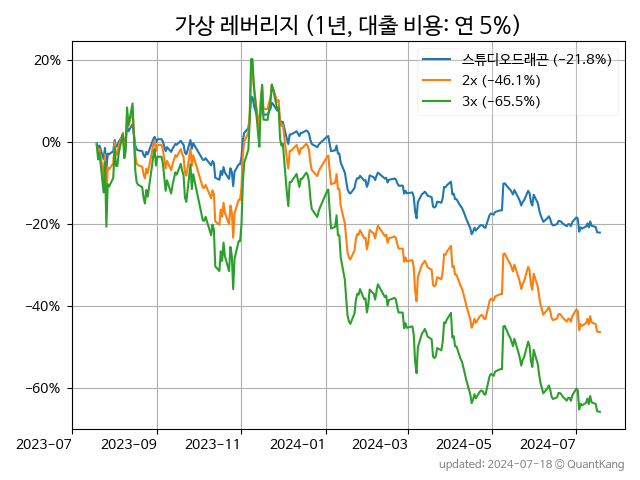 가상 레버리지 (1년, 대출 비용: 연 5%)
스튜디오드래곤 (−21.8%)
2x (−46.1%)
3x (−65.5%)
20%
0%
−20%
−40%
−60%
2023-07
2023-09
2023-11
2024-01
2024-03
2024-05
2024-07
updated: 2024-07-18 © QuantKang